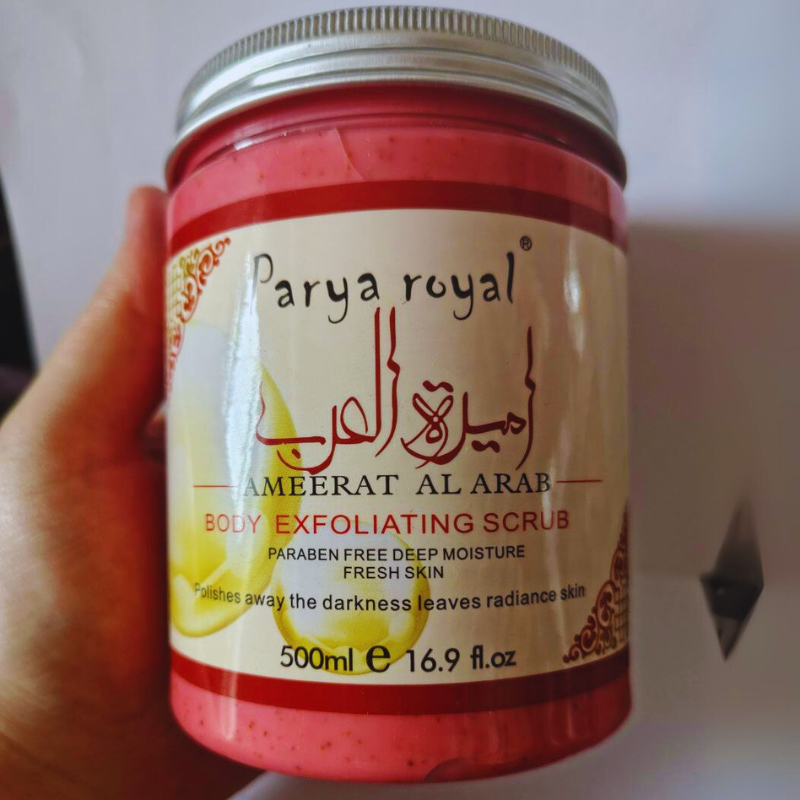 Parya royal®
اميرة العرب
AMEERAT AL ARAB
BODY EXFOLIATING SCRUB
PARABEN FREE DEEP MOISTURE
FRESH SKIN
Polishes away the darkness leaves radiance skin
500ml e 16.9 fl.oz